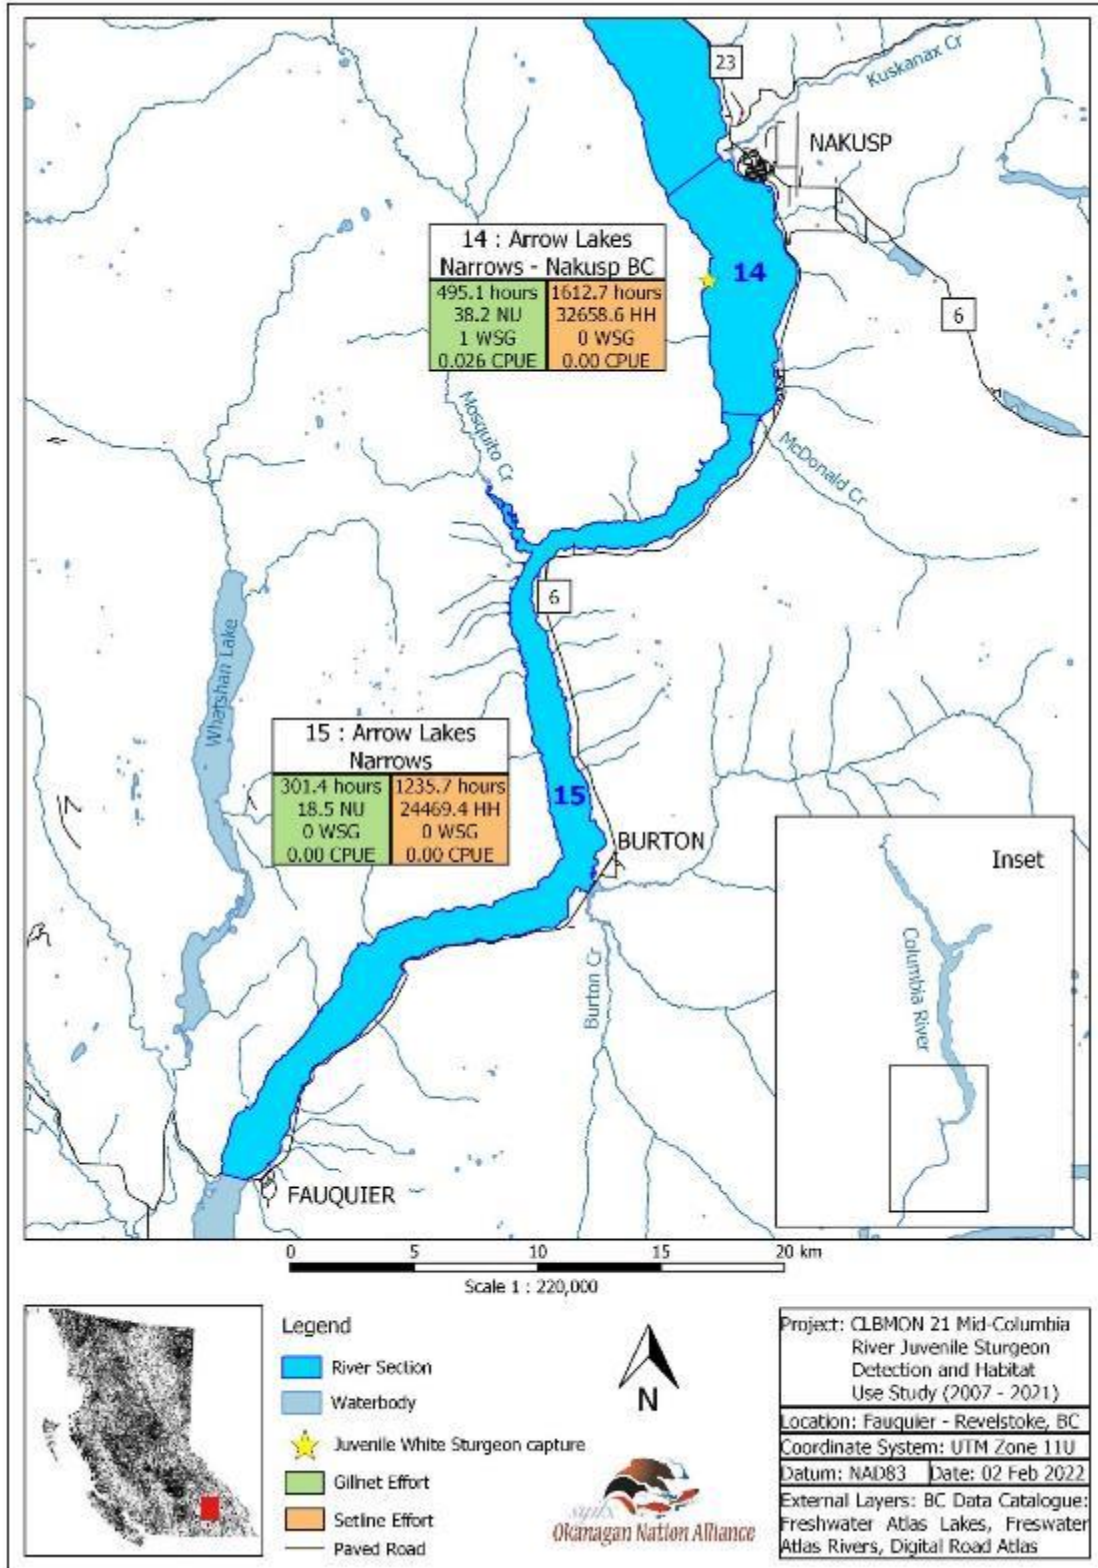 23
Kuskanax Cr
NAKUSP
14 : Arrow Lakes
Narrows - Nakusp BC
495.1 hours
38.2 NU
1 WSG
0.026 CPUE
1612.7 hours
32658.6 HH
0 WSG
0.00 CPUE
14
6
Mosquito Cr
McDonald Cr
6
Whatshan Lake
15 : Arrow Lakes
Narrows
301.4 hours
18.5 NU
0 WSG
0.00 CPUE
1235.7 hours
24469.4 HH
0 WSG
0.00 CPUE
15
BURTON
Burton Cr
FAUQUIER
Inset
Columbia River
0 5 10 15 20 km
Scale 1 : 220,000
Legend
River Section
Waterbody
Juvenile White Sturgeon capture
Gillnet Effort
Setline Effort
Paved Road
N
Okanagan Nation Alliance
Project: CLBMON 21 Mid-Columbia
River Juvenile Sturgeon
Detection and Habitat
Use Study (2007 - 2021)
Location: Fauquier - Revelstoke, BC
Coordinate System: UTM Zone 11U
Datum: NAD83 Date: 02 Feb 2022
External Layers: BC Data Catalogue:
Freshwater Atlas Lakes, Freswater
Atlas Rivers, Digital Road Atlas